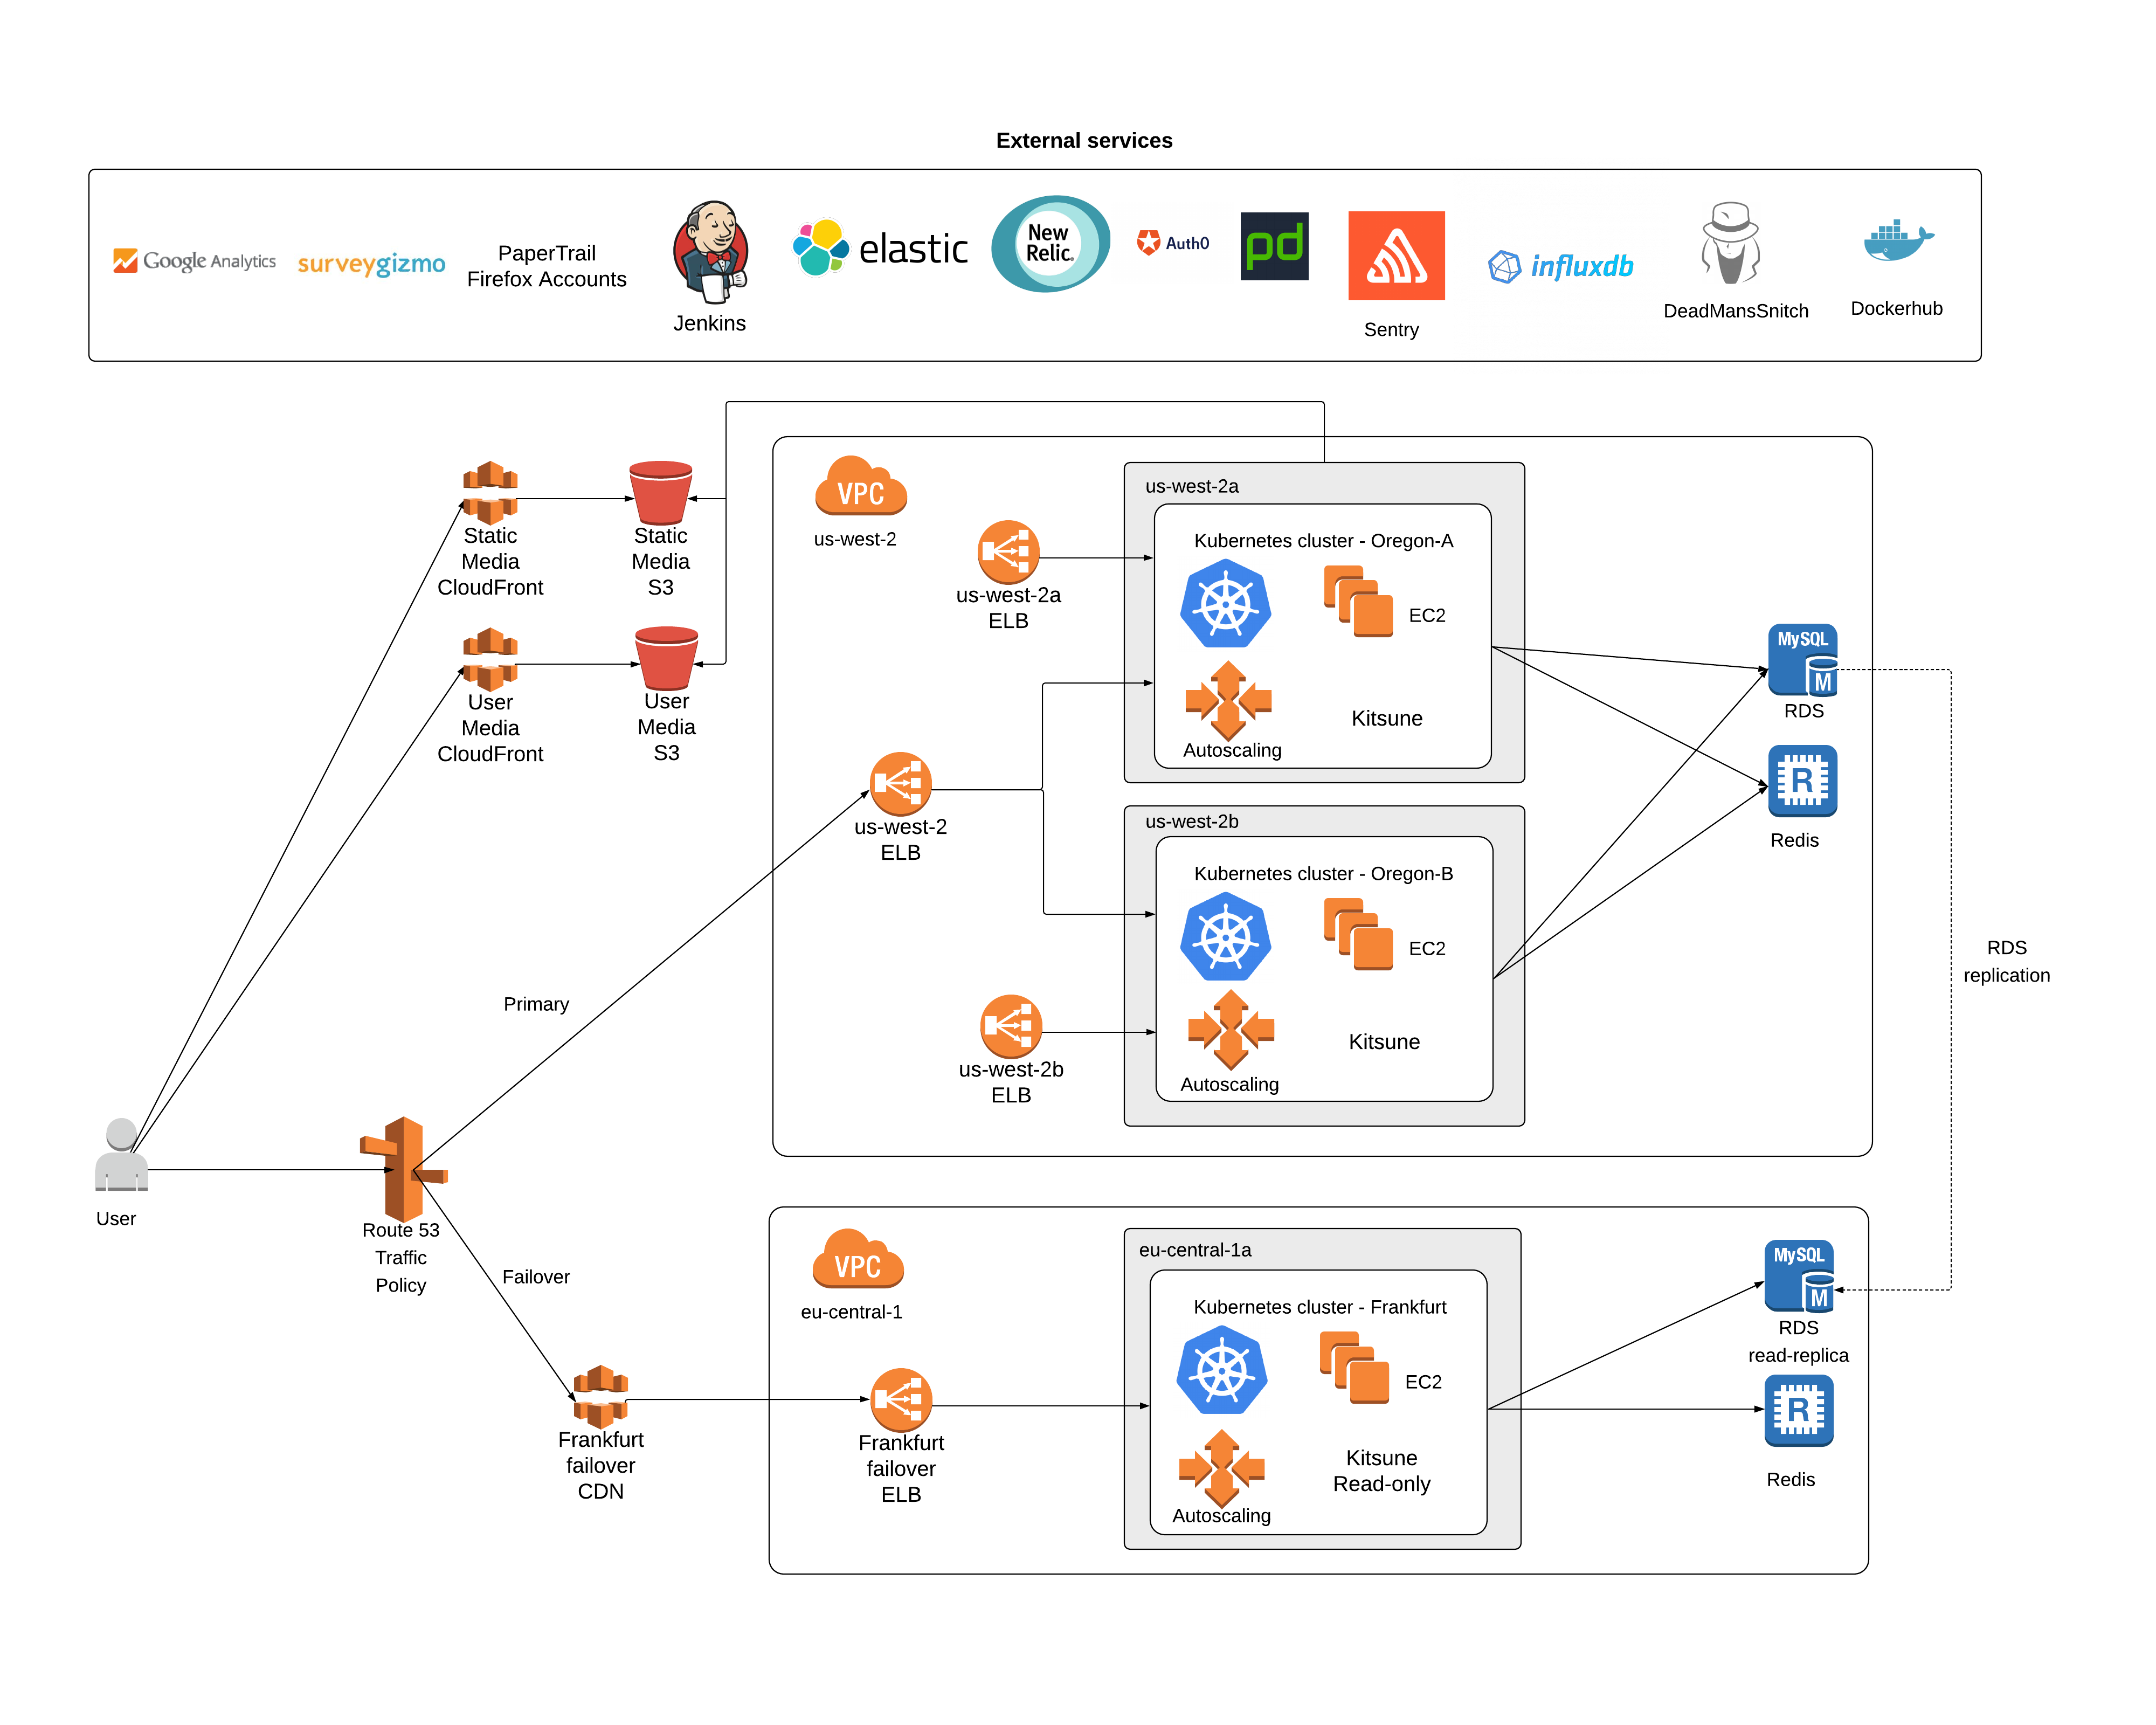 External services
Google Analytics
surveygizmo
PaperTrail
Firefox Accounts
Jenkins
elastic
New
Relic.
Auth0
pd
Sentry
influxdb
DeadMansSnitch
Dockerhub
Static
Media
CloudFront
Static
Media
S3
User
Media
CloudFront
User
Media
S3
VPC
us-west-2
us-west-2a
ELB
us-west-2
ELB
us-west-2b
ELB
us-west-2a
Kubernetes cluster - Oregon-A
EC2
Autoscaling
Kitsune
us-west-2b
Kubernetes cluster - Oregon-B
EC2
Autoscaling
Kitsune
MySQL
M
RDS
R
Redis
RDS
replication
Primary
User
Route 53
Traffic
Policy
Failover
Frankfurt
failover
CDN
VPC
eu-central-1
Frankfurt
failover
ELB
eu-central-1a
Kubernetes cluster - Frankfurt
EC2
Autoscaling
Kitsune
Read-only
MySQL
M
RDS
read-replica
R
Redis